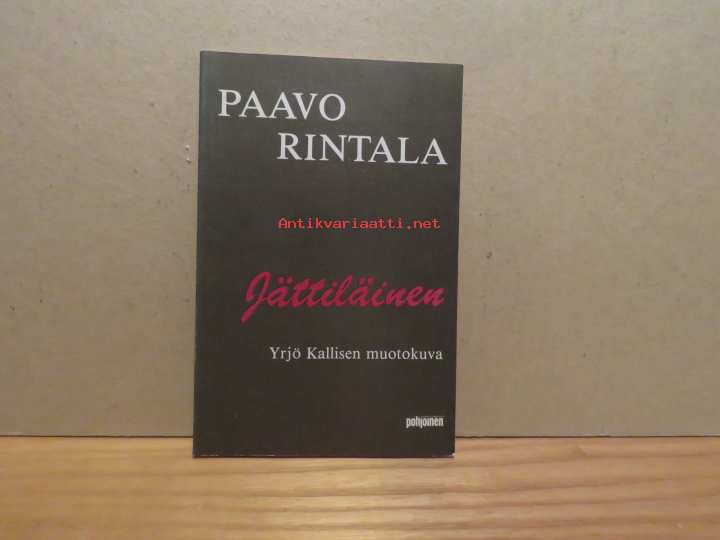 PAAVO
RINTALA
Antikvariaatti.net
Jättiläinen
Yrjö Kallisen muotokuva
pohjoinen